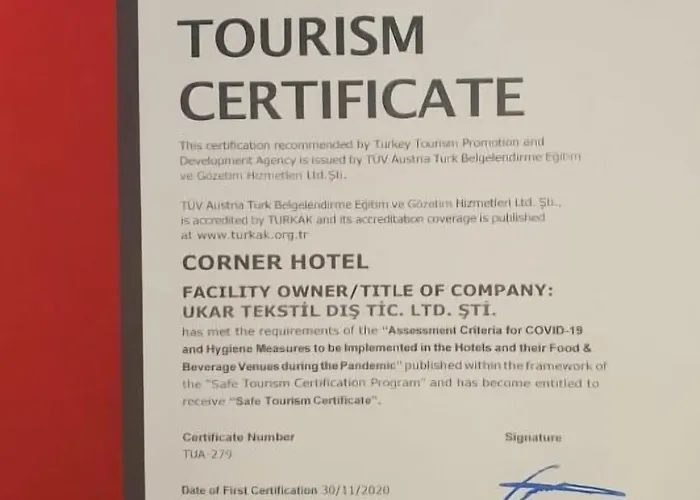 TOURISM
CERTIFICATE
This certification recommended by Turkey Tourism Promotion and
Development Agency is issued by TÜV Austria Turk Belgelendirme Eğitim
ve Gözetim Hizmetleri Ltd.Şti.
TÜV Austria Turk Belgelendirme Eğitim ve Gözetim Hizmetleri Ltd. Şti.,
is accredited by TURKAK and its accreditation coverage is published
at www.turkak.org.tr
CORNER HOTEL
FACILITY OWNER/TITLE OF COMPANY:
UKAR TEKSTİL DIŞ TİC. LTD. ŞTİ.
has met the requirements of the "Assessment Criteria for COVID-19
and Hygiene Measures to be Implemented in the Hotels and their Food &
Beverage Venues during the Pandemic" published within the framework of
the "Safe Tourism Certification Program" and has become entitled to
receive "Safe Tourism Certificate".
Certificate Number
Signature
TUA-279
Date of First Certification 30/11/2020